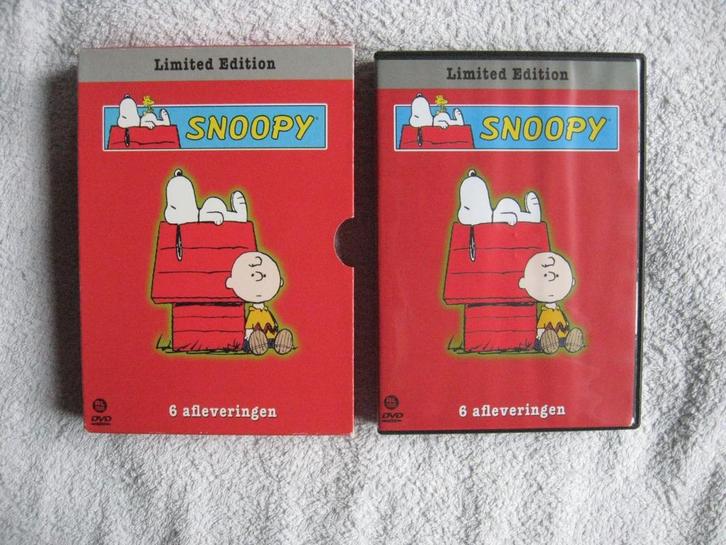 Limited Edition
SNOOPY
6 afleveringen
DVD
Limited Edition
SNOOPY
6 afleveringen
DVD